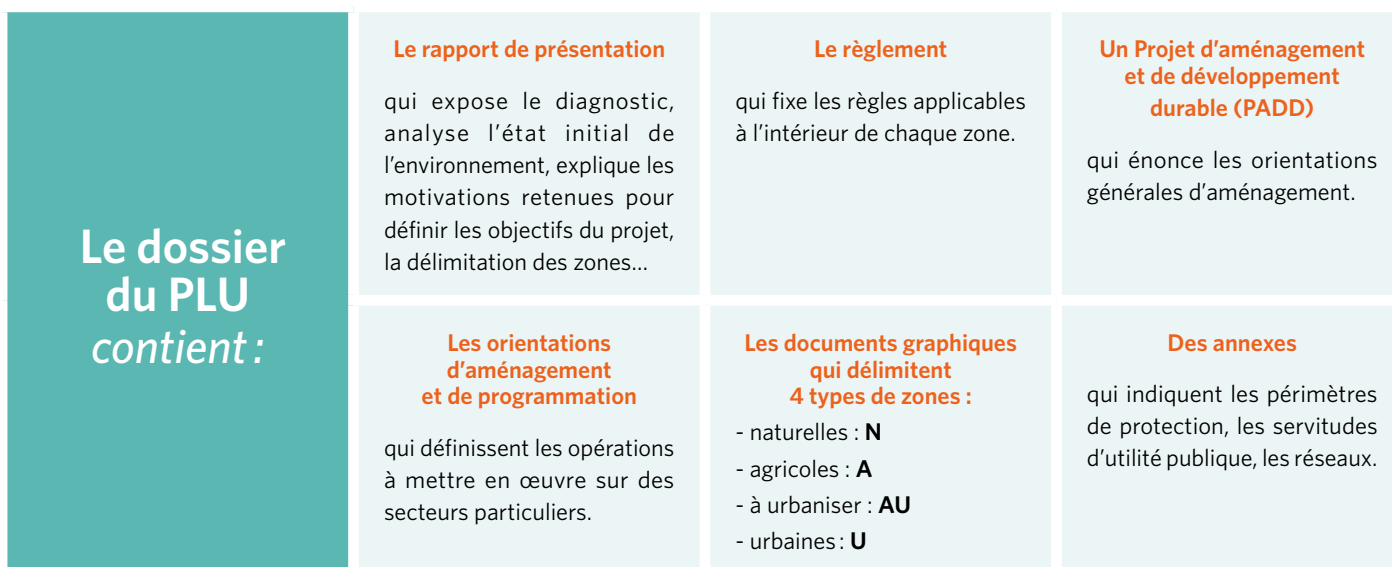 Le dossier
du PLU
contient :
Le rapport de présentation
qui expose le diagnostic,
analyse l’état initial de
l’environnement, explique les
motivations retenues pour
définir les objectifs du projet,
la délimitation des zones...
Le règlement
qui fixe les règles applicables
à l’intérieur de chaque zone.
Un Projet d’aménagement
et de développement
durable (PADD)
qui énonce les orientations
générales d’aménagement.
Les orientations
d’aménagement
et de programmation
qui définissent les opérations
à mettre en œuvre sur des
secteurs particuliers.
Les documents graphiques
qui délimitent
4 types de zones :
- naturelles : N
- agricoles : A
- à urbaniser : AU
- urbaines : U
Des annexes
qui indiquent les périmètres
de protection, les servitudes
d’utilité publique, les réseaux.